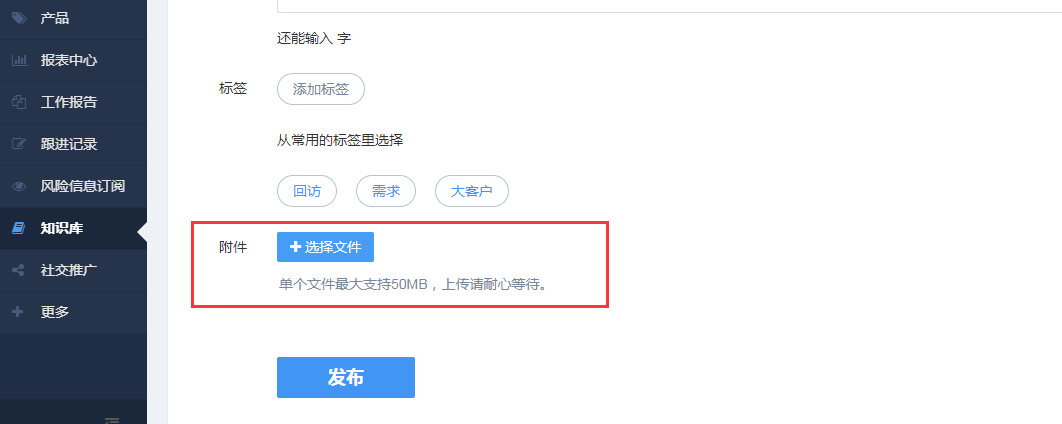 产品
报表中心
工作报告
跟进记录
风险信息订阅
知识库
社交推广
更多
还能输入 字
标签
添加标签
从常用的标签里选择
回访 需求 大客户
附件
选择文件
单个文件最大支持50MB，上传请耐心等待。
发布